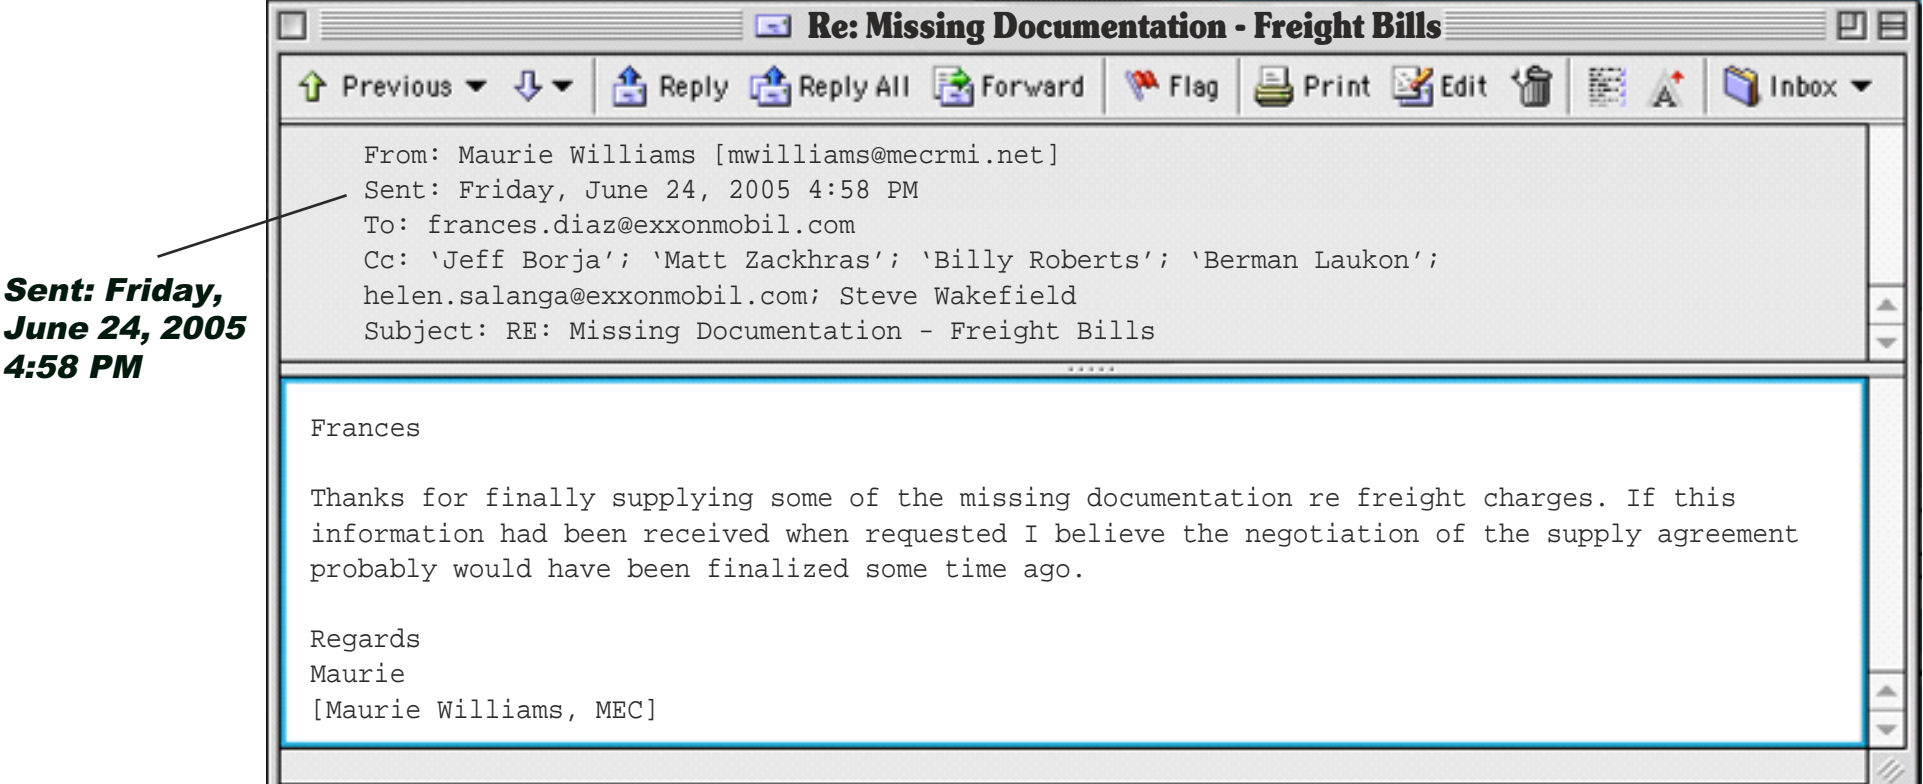 Re: Missing Documentation - Freight Bills
Previous
Reply
Reply All
Forward
Flag
Print
Edit
A
Inbox
From: Maurie Williams [mwilliams@mecrmi.net]
Sent: Friday, June 24, 2005 4:58 PM
To: frances.diaz@exxonmobil.com
Cc: ‘Jeff Borja’; ‘Matt Zackhras’; ‘Billy Roberts’; ‘Berman Laukon’;
helen.salanga@exxonmobil.com; Steve Wakefield
Subject: RE: Missing Documentation - Freight Bills
Sent: Friday,
June 24, 2005
4:58 PM
Frances
Thanks for finally supplying some of the missing documentation re freight charges. If this
information had been received when requested I believe the negotiation of the supply agreement
probably would have been finalized some time ago.
Regards
Maurie
[Maurie Williams, MEC]